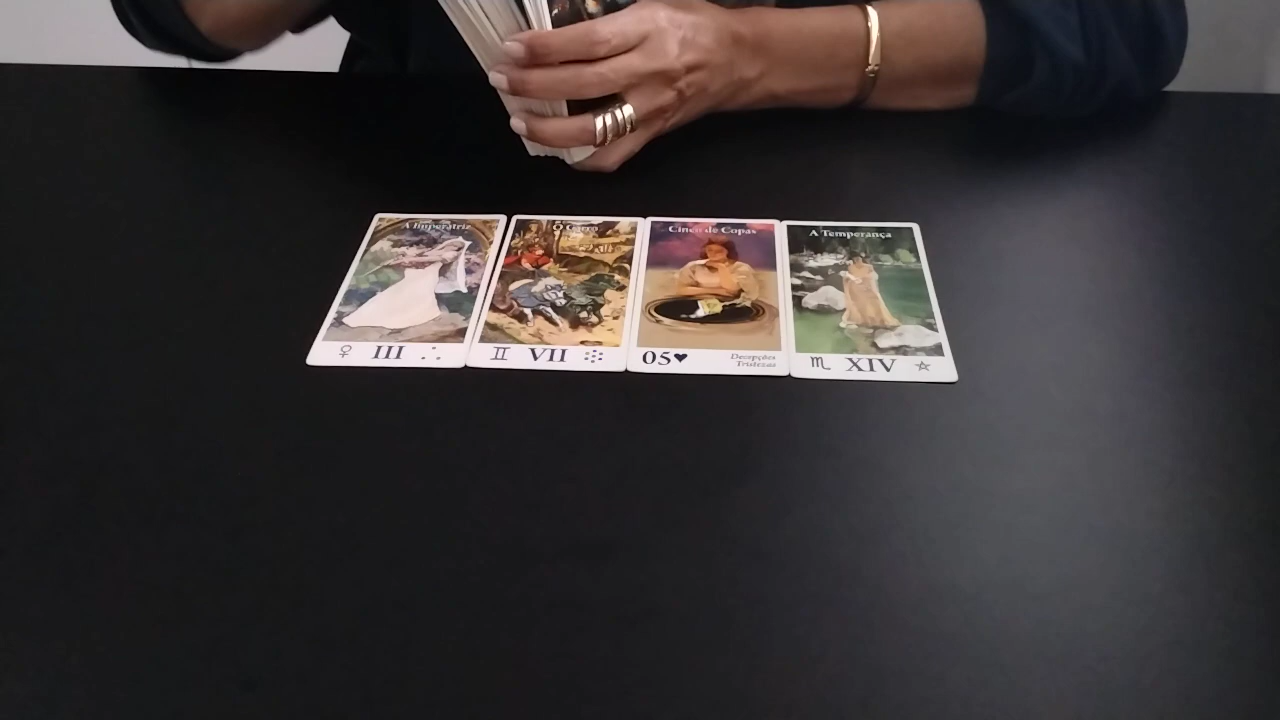 A Imperatriz
III
O Carro
VII
Cinco de Copas
05♥
Decepções
Tristezas
A Temperança
XIV